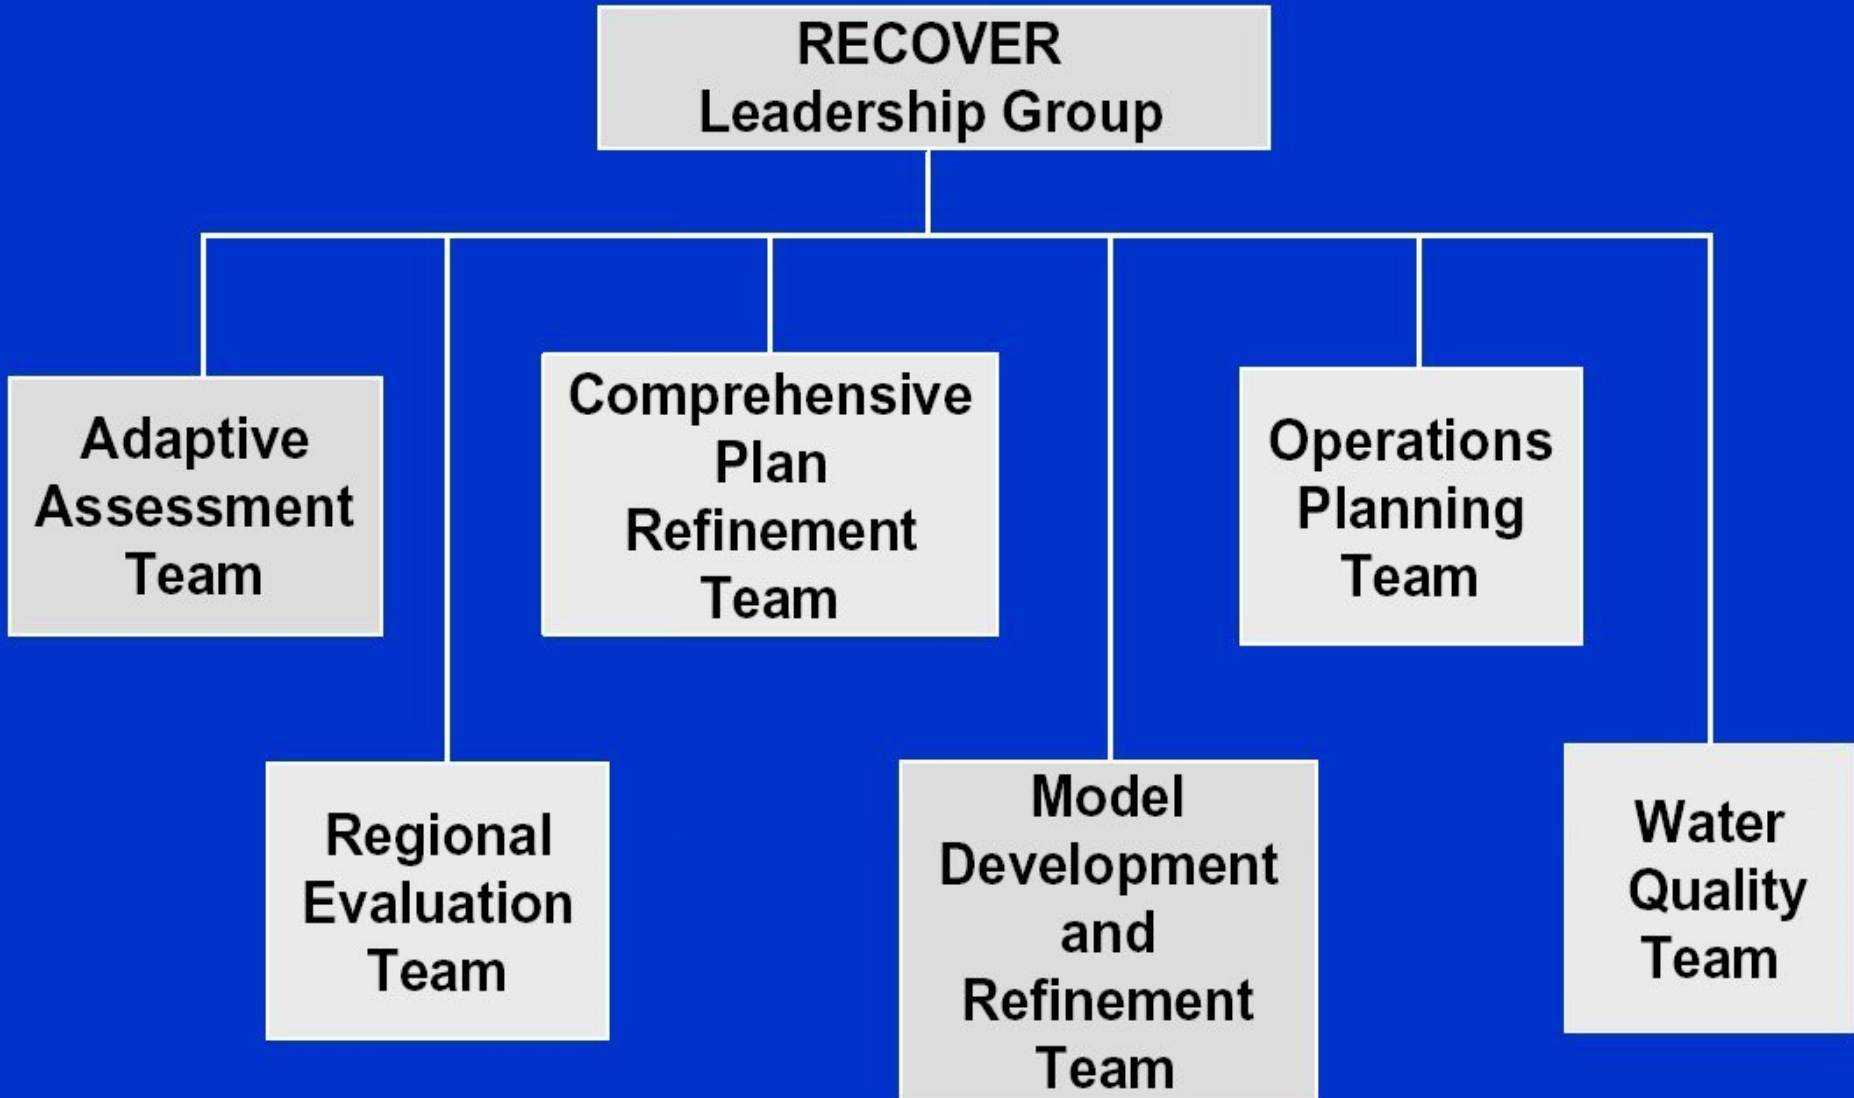 RECOVER
Leadership Group
Adaptive
Assessment
Team
Comprehensive
Plan
Refinement
Team
Operations
Planning
Team
Regional
Evaluation
Team
Model
Development
and
Refinement
Team
Water
Quality
Team